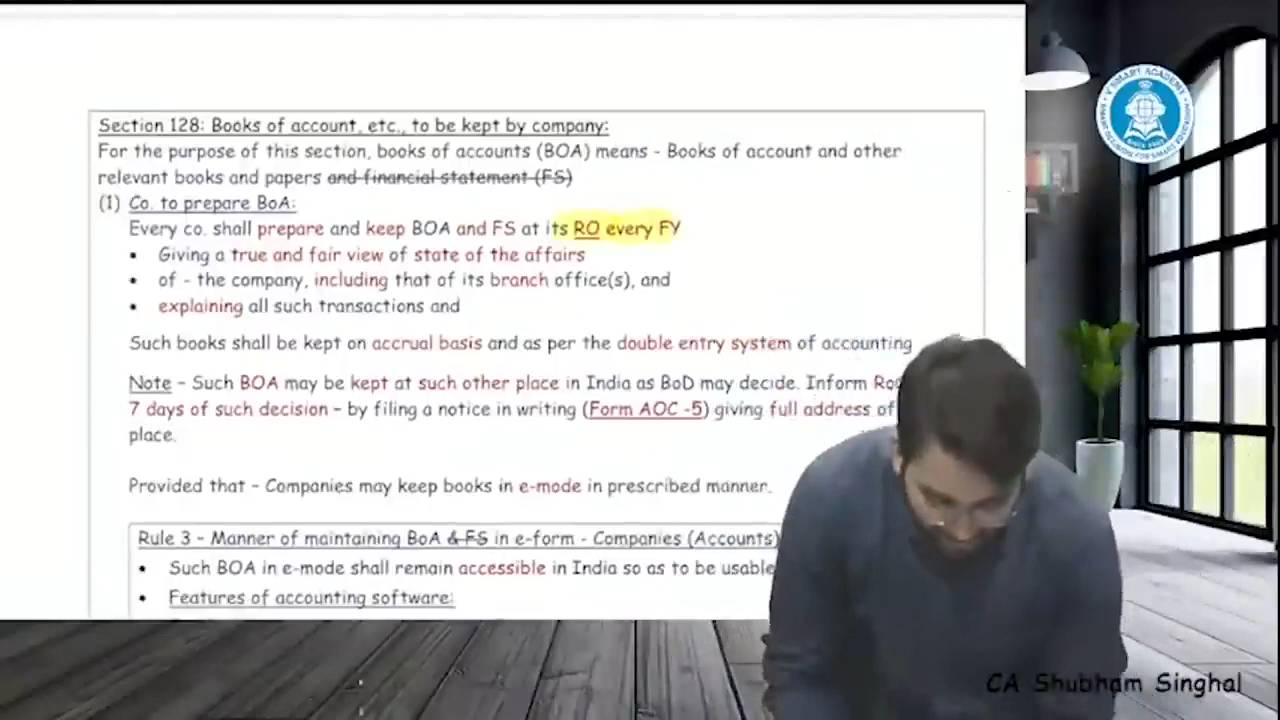 Section 128: Books of account, etc., to be kept by company:
For the purpose of this section, books of accounts (BOA) means - Books of account and other
relevant books and papers and financial statement (FS)
(1) Co. to prepare BoA:
Every co. shall prepare and keep BOA and FS at its RO every FY
• Giving a true and fair view of state of the affairs
• of - the company, including that of its branch office(s), and
• explaining all such transactions and
Such books shall be kept on accrual basis and as per the double entry system of accounting
Note – Such BOA may be kept at such other place in India as BoD may decide. Inform
7 days of such decision – by filing a notice in writing (Form AOC -5) giving full address of
place.
Provided that – Companies may keep books in e-mode in prescribed manner.
Rule 3 - Manner of maintaining BoA & FS in e-form - Companies (Accounts)
• Such BOA in e-mode shall remain accessible in India so as to be usable
• Features of accounting software:
V SMART ACADEMY
CA Shubham Singhal